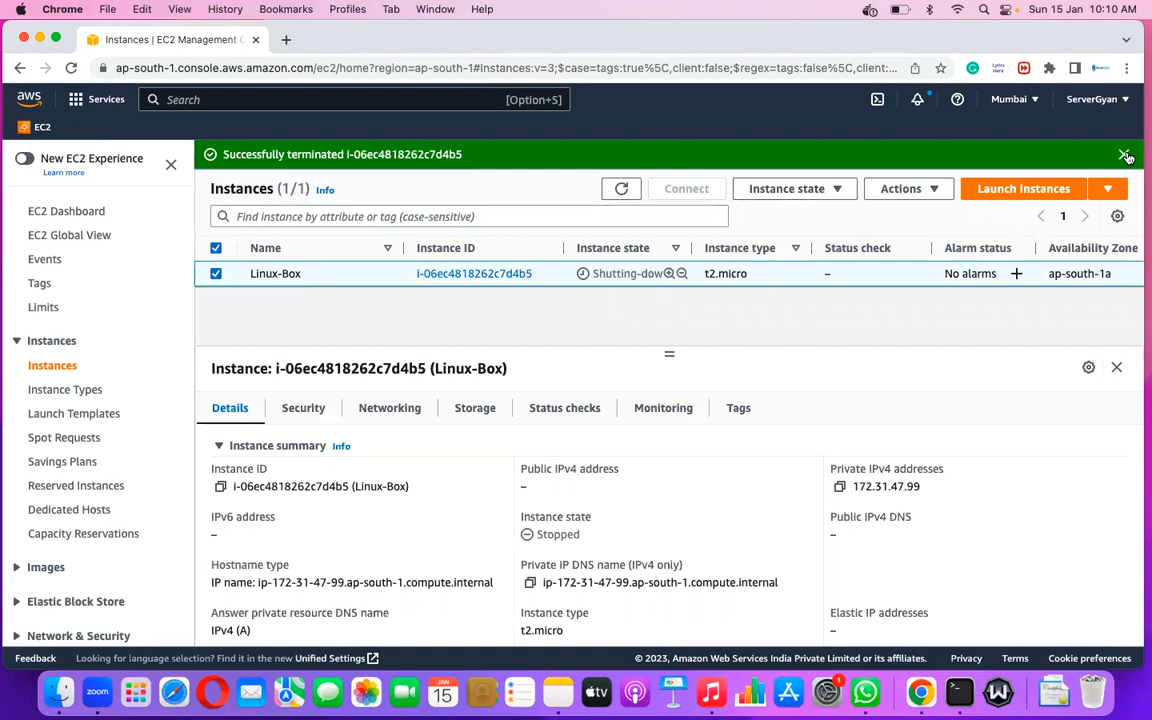 Chrome File Edit View History Bookmarks Profiles Tab Window Help Sun 15 Jan 10:10 AM
Instances | EC2 Management C
ap-south-1.console.aws.amazon.com/ec2/home?region=ap-south-1#Instances:v=3;$case=tags:true%5C,client:false;$regex=tags:false%5C,client:...
aws Services Search [Option+S] Mumbai ServerGyan
EC2
New EC2 Experience
Learn more
EC2 Dashboard
EC2 Global View
Events
Tags
Limits
Instances
Instances
Instance Types
Launch Templates
Spot Requests
Savings Plans
Reserved Instances
Dedicated Hosts
Capacity Reservations
Images
Elastic Block Store
Network & Security
Successfully terminated i-06ec4818262c7d4b5
Instances (1/1) Info Connect Instance state Actions Launch Instances
Find instance by attribute or tag (case-sensitive) 1
Name Instance ID Instance state Instance type Status check Alarm status Availability Zone
Linux-Box i-06ec4818262c7d4b5 Shutting-dow t2.micro – No alarms ap-south-1a
Instance: i-06ec4818262c7d4b5 (Linux-Box)
Details Security Networking Storage Status checks Monitoring Tags
Instance summary Info
Instance ID Public IPv4 address Private IPv4 addresses
i-06ec4818262c7d4b5 (Linux-Box) – 172.31.47.99
IPv6 address Instance state Public IPv4 DNS
– Stopped –
Hostname type Private IP DNS name (IPv4 only)
IP name: ip-172-31-47-99.ap-south-1.compute.internal ip-172-31-47-99.ap-south-1.compute.internal
Answer private resource DNS name Instance type Elastic IP addresses
IPv4 (A) t2.micro –
Feedback Looking for language selection? Find it in the new Unified Settings © 2023, Amazon Web Services India Private Limited or its affiliates. Privacy Terms Cookie preferences
zoom JAN 15 tv 1